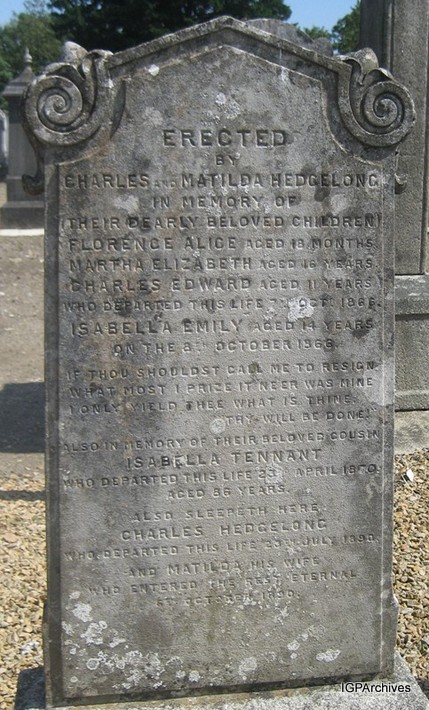 ERECTED
BY
CHARLES AND MATILDA HEDGELONG
IN MEMORY OF
(THEIR DEARLY BELOVED CHILDREN)
FLORENCE ALICE AGED 18 MONTHS,
MARTHA ELIZABETH AGED 16 YEARS,
CHARLES EDWARD AGED 11 YEARS,
WHO DEPARTED THIS LIFE 7TH OCT. 1866.
ISABELLA EMILY AGED 14 YEARS
ON THE 8TH OCTOBER 1868.
IF THOU SHOULDST CALL ME TO RESIGN
WHAT MOST I PRIZE IT NEER WAS MINE
I ONLY YIELD THEE WHAT IS THINE.
"THY WILL BE DONE."
ALSO IN MEMORY OF THEIR BELOVED COUSIN
ISABELLA TENNANT
WHO DEPARTED THIS LIFE APRIL 1870,
AGED 86 YEARS.
ALSO SLEEPETH HERE,
CHARLES HEDGELONG
WHO DEPARTED THIS LIFE JULY 1890.
AND MATILDA HIS WIFE
WHO ENTERED THE REST ETERNAL
6TH OCTOBER, 1890.
IGPArchives